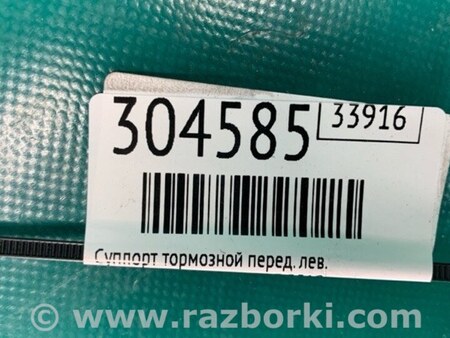 304585
33916
Суппорт тормозной перед. лев.
www.razborki.com